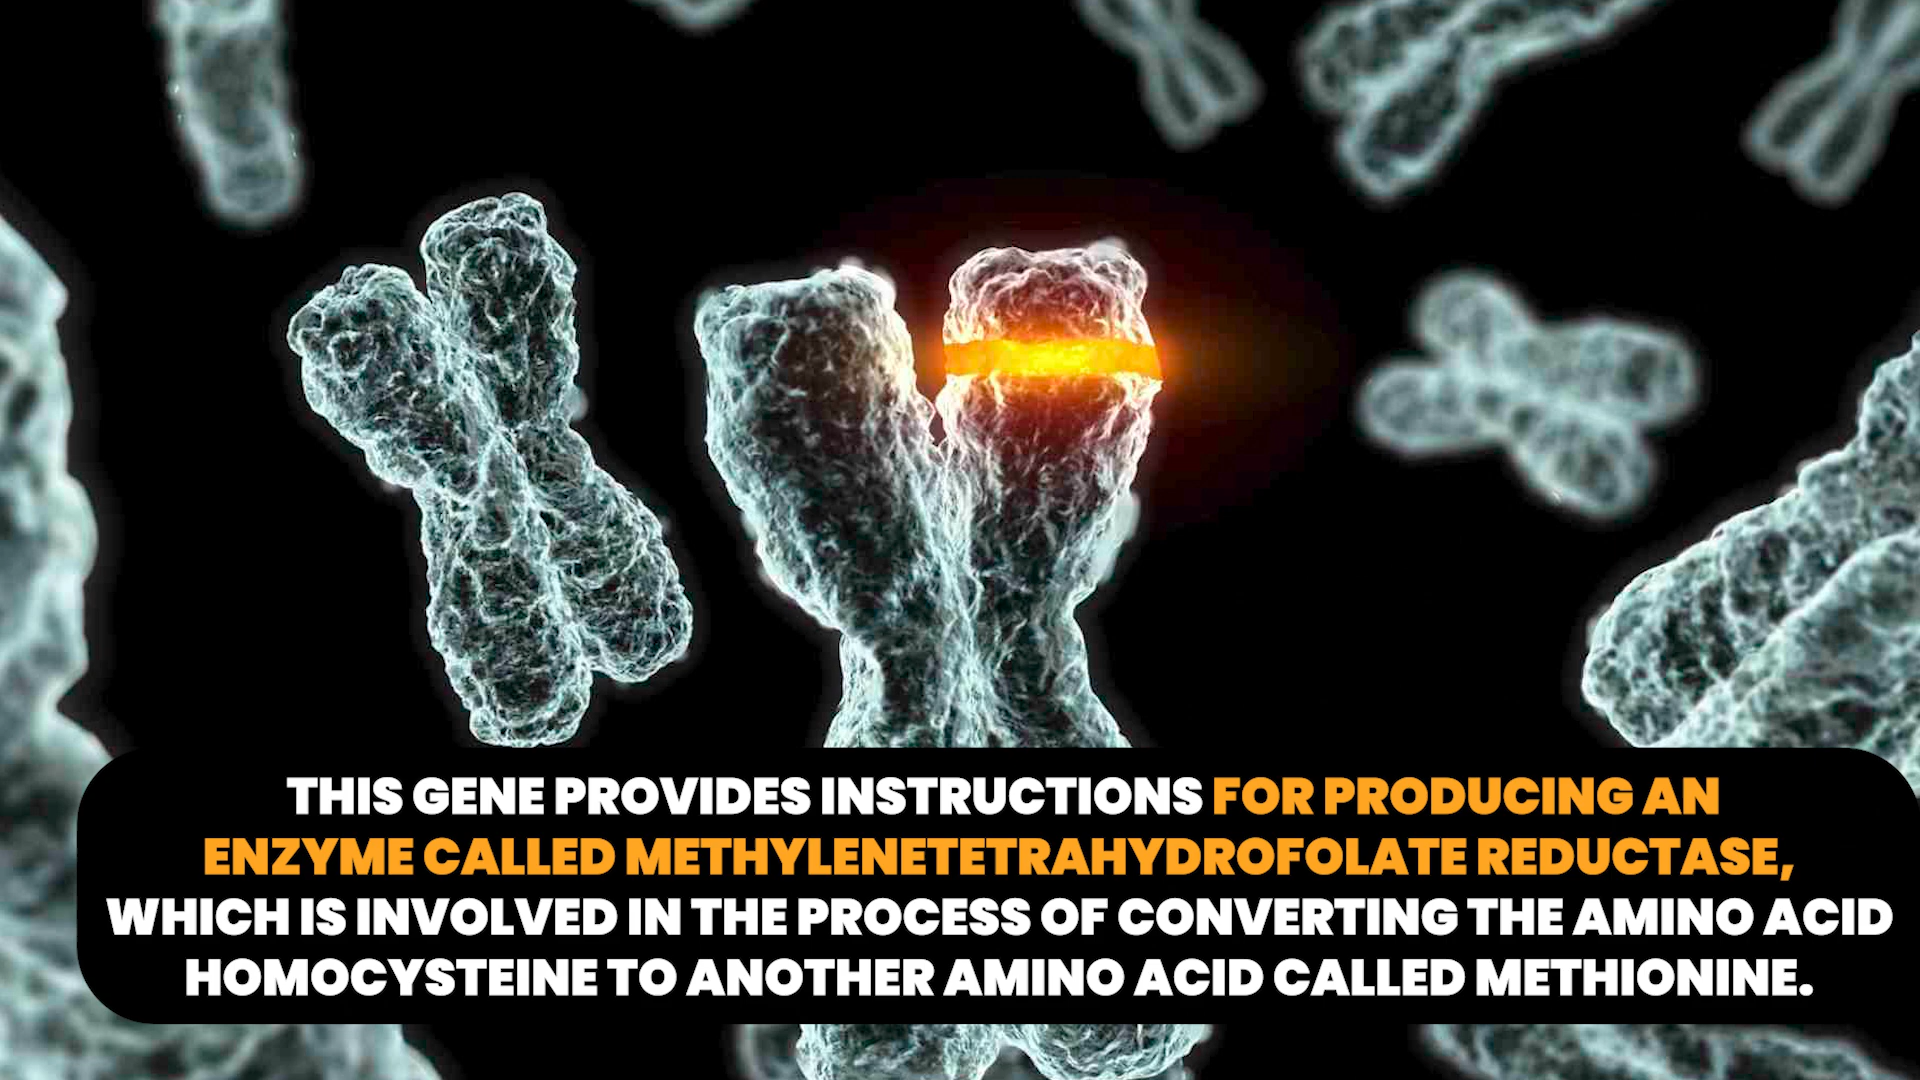 THIS GENE PROVIDES INSTRUCTIONS FOR PRODUCING AN
ENZYME CALLED METHYLENETETRAHYDROFOLATE REDUCTASE,
WHICH IS INVOLVED IN THE PROCESS OF CONVERTING THE AMINO ACID
HOMOCYSTEINE TO ANOTHER AMINO ACID CALLED METHIONINE.